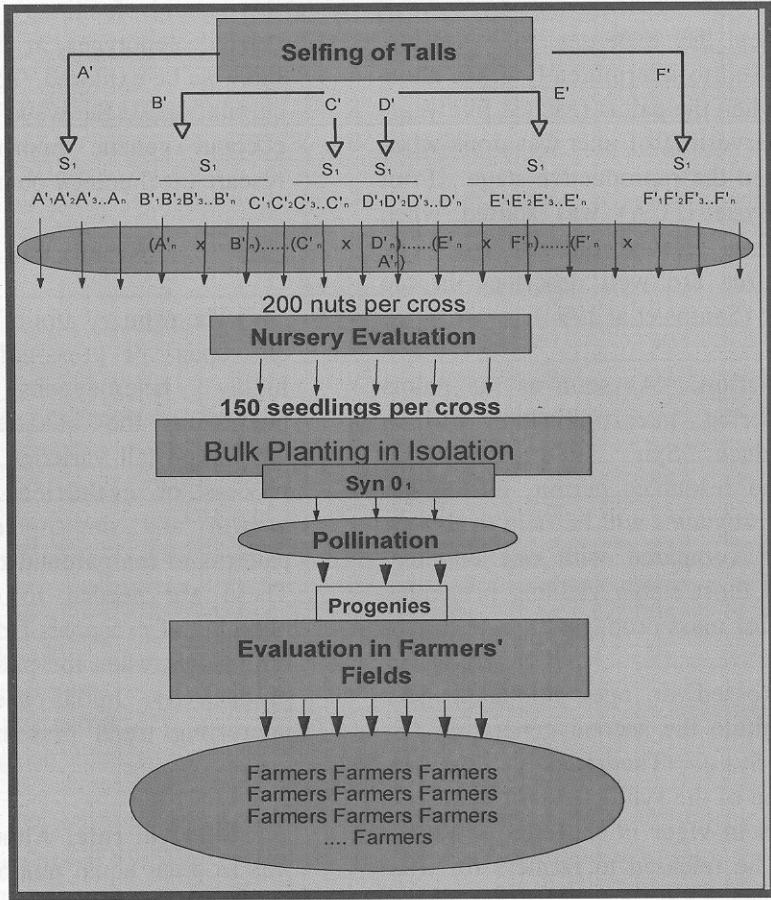 Selfing of Talls
A' F'
B' C' D' E'
S₁ S₁ S₁ S₁ S₁ S₁
A'₁A'₂A'₃..Aₙ B'₁B'₂B'₃..B'ₙ C'₁C'₂C'₃...C'ₙ D'₁D'₂D'₃..D'ₙ E'₁E'₂E'₃...E'ₙ F'₁F'₂F'₃..F'ₙ
(A'ₙ x B'ₙ)......(C'ₙ x D'ₙ)......(E'ₙ x F'ₙ)......(F'ₙ x
A'ₙ)
200 nuts per cross
Nursery Evaluation
150 seedlings per cross
Bulk Planting in Isolation
Syn 0₁
Pollination
Progenies
Evaluation in Farmers'
Fields
Farmers Farmers Farmers
Farmers Farmers Farmers
Farmers Farmers Farmers
.... Farmers